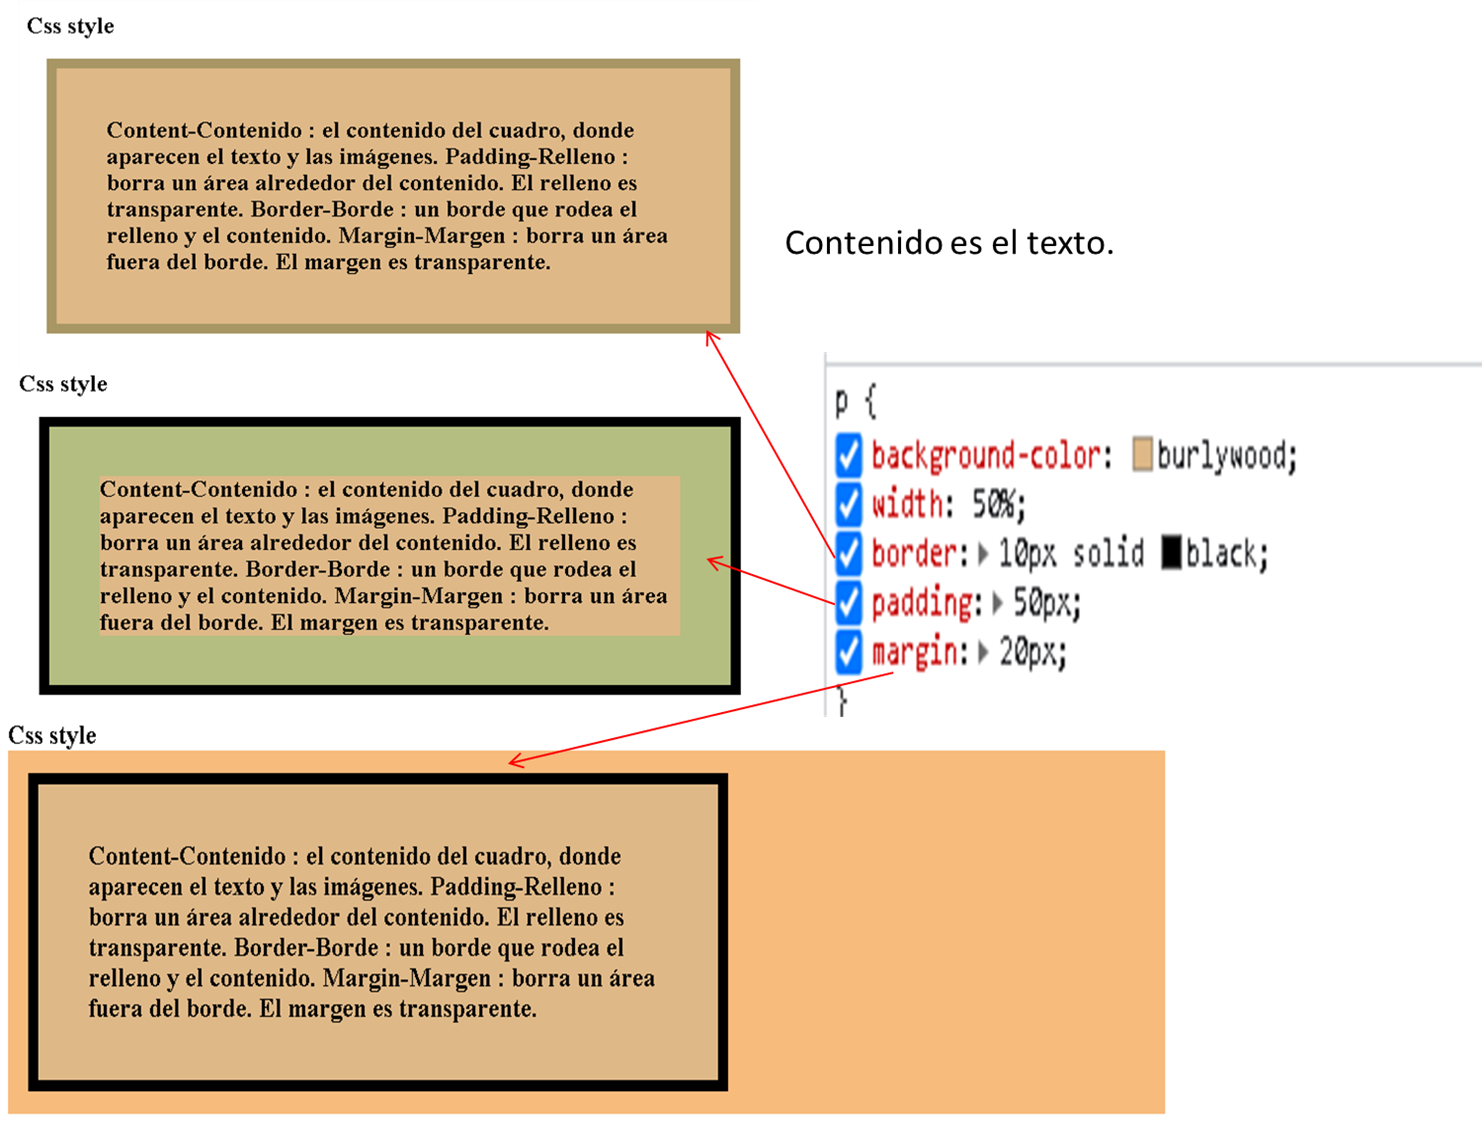 Css style
Content-Contenido : el contenido del cuadro, donde
aparecen el texto y las imágenes. Padding-Relleno :
borra un área alrededor del contenido. El relleno es
transparente. Border-Borde : un borde que rodea el
relleno y el contenido. Margin-Margen : borra un área
fuera del borde. El margen es transparente.
Contenido es el texto.
Css style
Content-Contenido : el contenido del cuadro, donde
aparecen el texto y las imágenes. Padding-Relleno :
borra un área alrededor del contenido. El relleno es
transparente. Border-Borde : un borde que rodea el
relleno y el contenido. Margin-Margen : borra un área
fuera del borde. El margen es transparente.
p {
background-color: burlywood;
width: 50%;
border: 10px solid black;
padding: 50px;
margin: 20px;
}
Css style
Content-Contenido : el contenido del cuadro, donde
aparecen el texto y las imágenes. Padding-Relleno :
borra un área alrededor del contenido. El relleno es
transparente. Border-Borde : un borde que rodea el
relleno y el contenido. Margin-Margen : borra un área
fuera del borde. El margen es transparente.